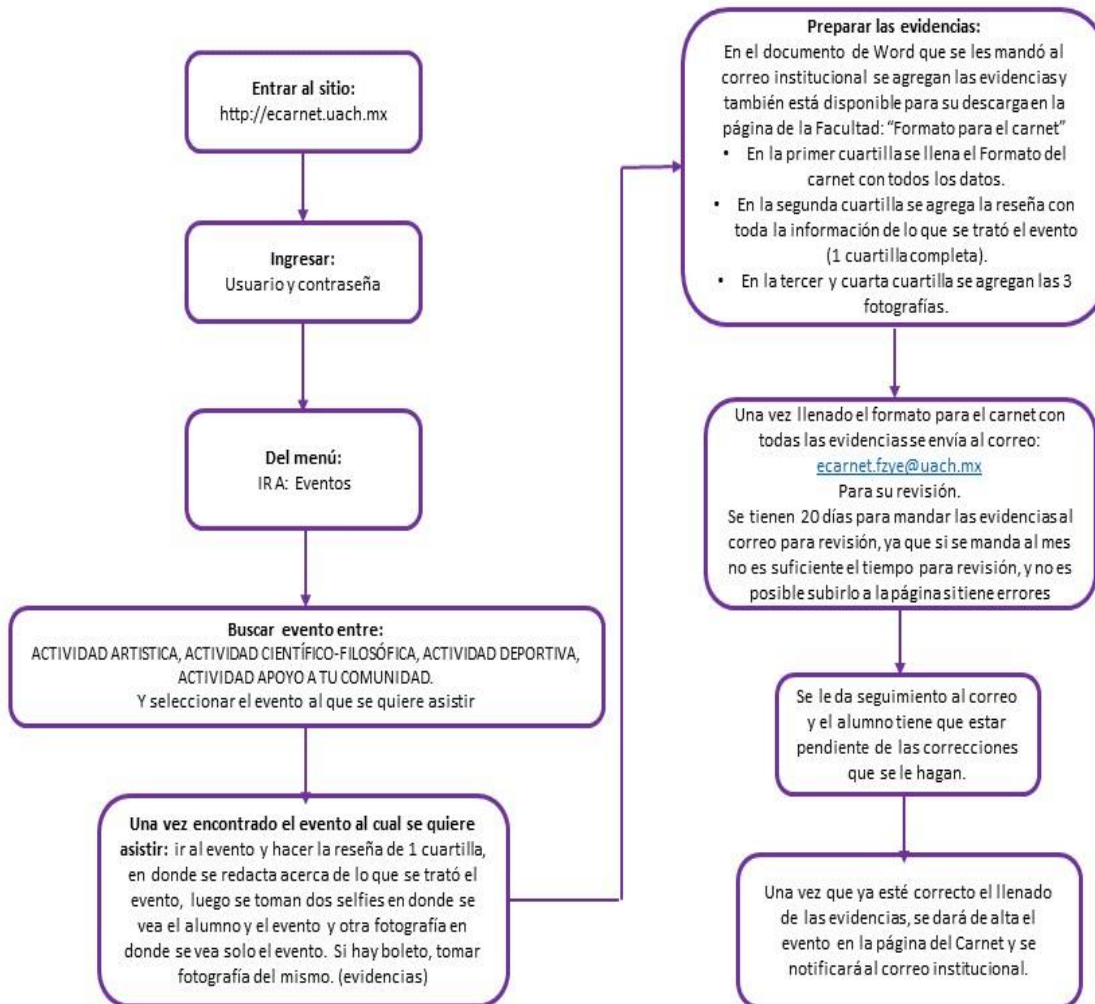 Entrar al sitio:
http://ecarnet.uach.mx
Ingresar:
Usuario y contraseña
Del menú:
IR A: Eventos
Buscar evento entre:
ACTIVIDAD ARTISTICA, ACTIVIDAD CIENTÍFICO-FILOSÓFICA, ACTIVIDAD DEPORTIVA,
ACTIVIDAD APOYO A TU COMUNIDAD.
Y seleccionar el evento al que se quiere asistir
Una vez encontrado el evento al cual se quiere
asistir: ir al evento y hacer la reseña de 1 cuartilla,
en donde se redacta acerca de lo que se trató el
evento, luego se toman dos selfies en donde se
vea el alumno y el evento y otra fotografía en
donde se vea solo el evento. Si hay boleto, tomar
fotografía del mismo. (evidencias)
Preparar las evidencias:
En el documento de Word que se les mandó al
correo institucional se agregan las evidencias y
también está disponible para su descarga en la
página de la Facultad: “Formato para el carnet”
• En la primer cuartilla se llena el Formato del
carnet con todos los datos.
• En la segunda cuartilla se agrega la reseña con
toda la información de lo que se trató el evento
(1 cuartilla completa).
• En la tercer y cuarta cuartilla se agregan las 3
fotografías.
Una vez llenado el formato para el carnet con
todas las evidencias se envía al correo:
ecarnet.fzye@uach.mx
Para su revisión.
Se tienen 20 días para mandar las evidencias al
correo para revisión, ya que si se manda al mes
no es suficiente el tiempo para revisión, y no es
posible subirlo a la página si tiene errores
Se le da seguimiento al correo
y el alumno tiene que estar
pendiente de las correcciones
que se le hagan.
Una vez que ya esté correcto el llenado
de las evidencias, se dará de alta el
evento en la página del Carnet y se
notificará al correo institucional.